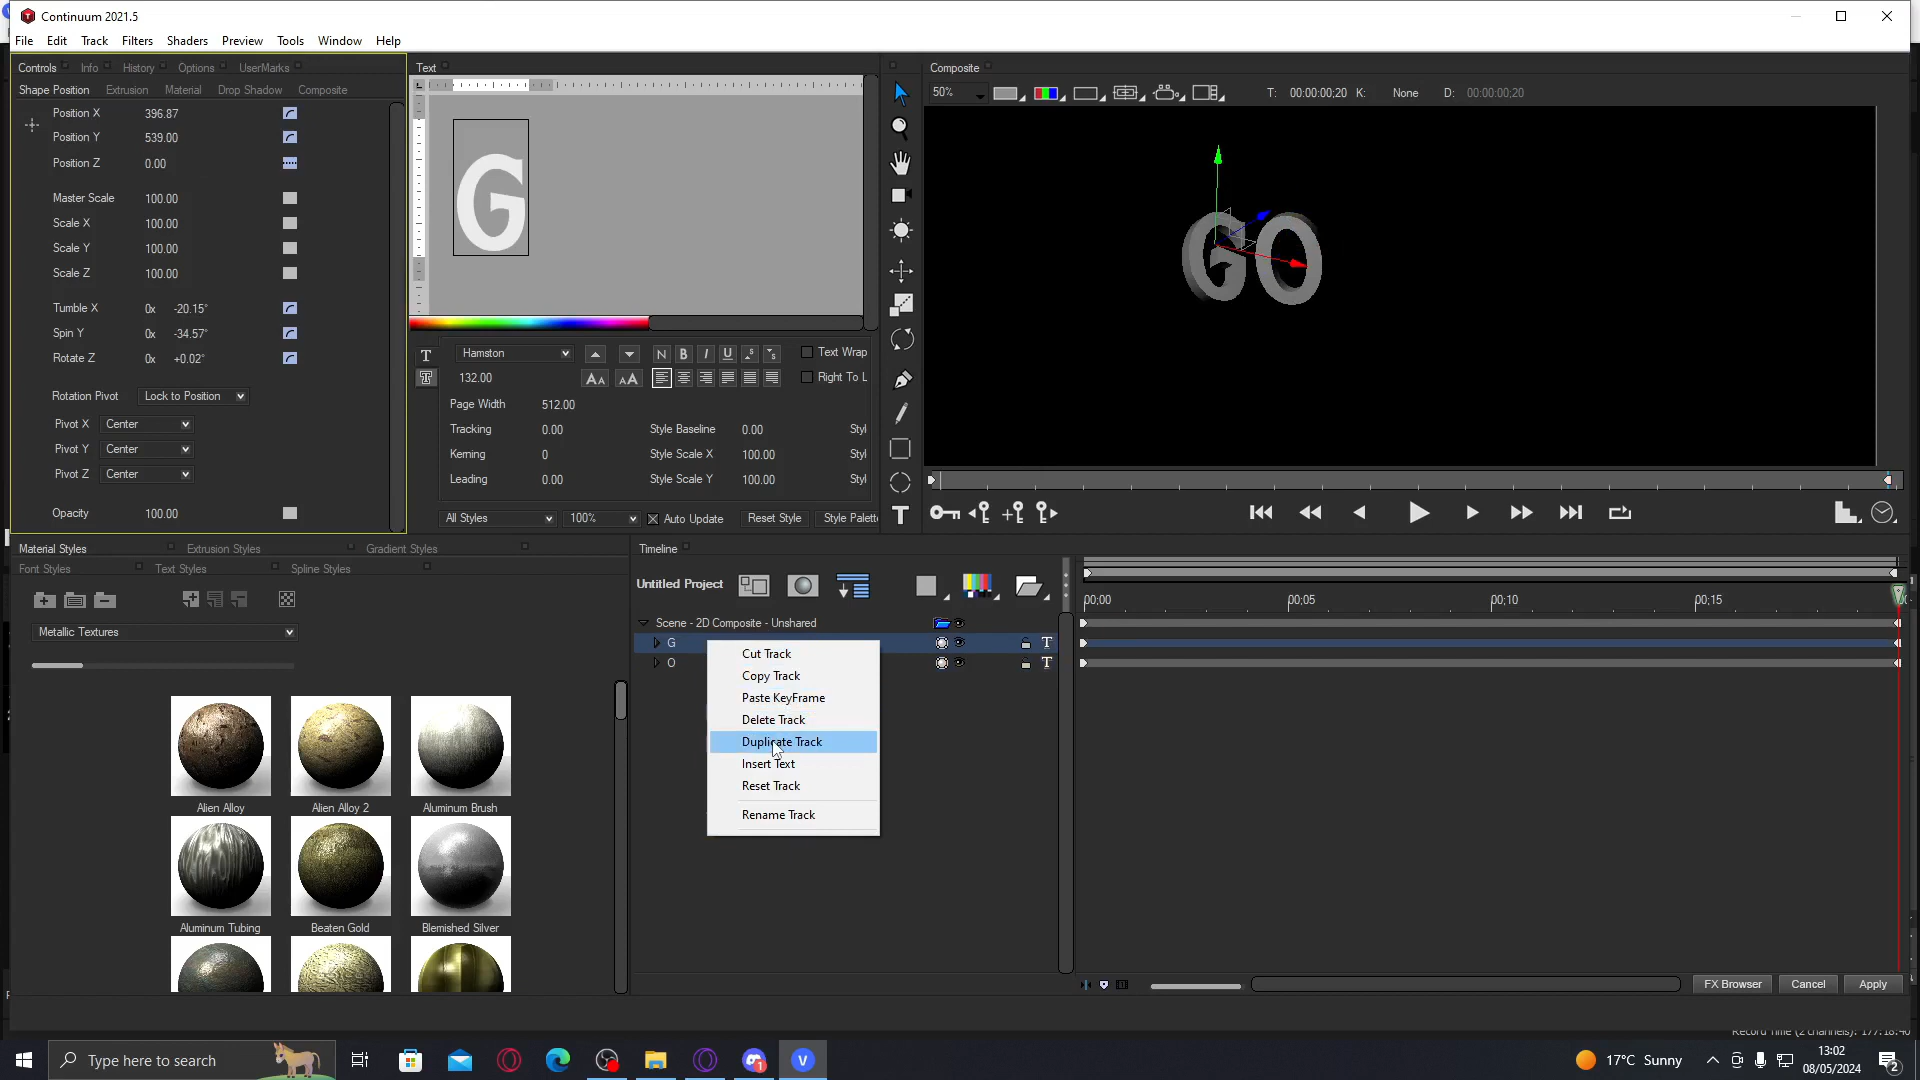 Continuum 2021.5
File Edit Track Filters Shaders Preview Tools Window Help
Controls Info History Options UserMarks
Shape Position Extrusion Material Drop Shadow Composite
Position X 396.87
Position Y 539.00
Position Z 0.00
Master Scale 100.00
Scale X 100.00
Scale Y 100.00
Scale Z 100.00
Tumble X 0x -20.15°
Spin Y 0x -34.57°
Rotate Z 0x +0.02°
Rotation Pivot Lock to Position
Pivot X Center
Pivot Y Center
Pivot Z Center
Opacity 100.00
Text
G
Hamston N B I U Text Wrap
132.00 Right To L
Page Width 512.00
Tracking 0.00 Style Baseline 0.00 Styl
Kerning 0 Style Scale X 100.00 Styl
Leading 0.00 Style Scale Y 100.00 Styl
All Styles 100% Auto Update Reset Style Style Palett
Composite
50% T: 00:00:00;20 K: None D: 00:00:00;20
GO
Material Styles Extrusion Styles Gradient Styles
Font Styles Text Styles Spline Styles
Metallic Textures
Alien Alloy Alien Alloy 2 Aluminum Brush
Aluminum Tubing Beaten Gold Blemished Silver
Timeline
Untitled Project
00;00 00;05 00;10 00;15
Scene - 2D Composite - Unshared
G T
O T
Cut Track
Copy Track
Paste KeyFrame
Delete Track
Duplicate Track
Insert Text
Reset Track
Rename Track
FX Browser Cancel Apply
Record Time (2 channels): 177:18:40
Type here to search
17°C Sunny
13:02
08/05/2024